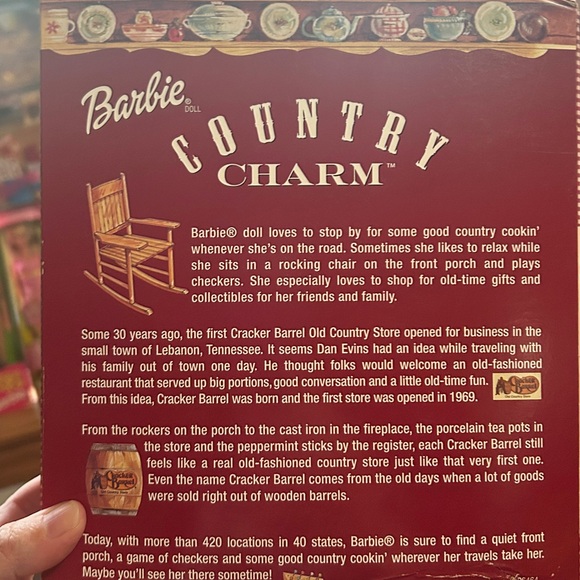 Barbie®
DOLL
COUNTRY
CHARM™
Barbie® doll loves to stop by for some good country cookin'
whenever she's on the road. Sometimes she likes to relax while
she sits in a rocking chair on the front porch and plays
checkers. She especially loves to shop for old-time gifts and
collectibles for her friends and family.
Some 30 years ago, the first Cracker Barrel Old Country Store opened for business in the
small town of Lebanon, Tennessee. It seems Dan Evins had an idea while traveling with
his family out of town one day. He thought folks would welcome an old-fashioned
restaurant that served up big portions, good conversation and a little old-time fun.
From this idea, Cracker Barrel was born and the first store was opened in 1969.
Cracker Barrel
Old Country Store
From the rockers on the porch to the cast iron in the fireplace, the porcelain tea pots in
the store and the peppermint sticks by the register, each Cracker Barrel still
feels like a real old-fashioned country store just like that very first one.
Even the name Cracker Barrel comes from the old days when a lot of goods
were sold right out of wooden barrels.
Cracker Barrel
Old Country Store
Today, with more than 420 locations in 40 states, Barbie® is sure to find a quiet front
porch, a game of checkers and some good country cookin' wherever her travels take her.
Maybe you'll see her there sometime!